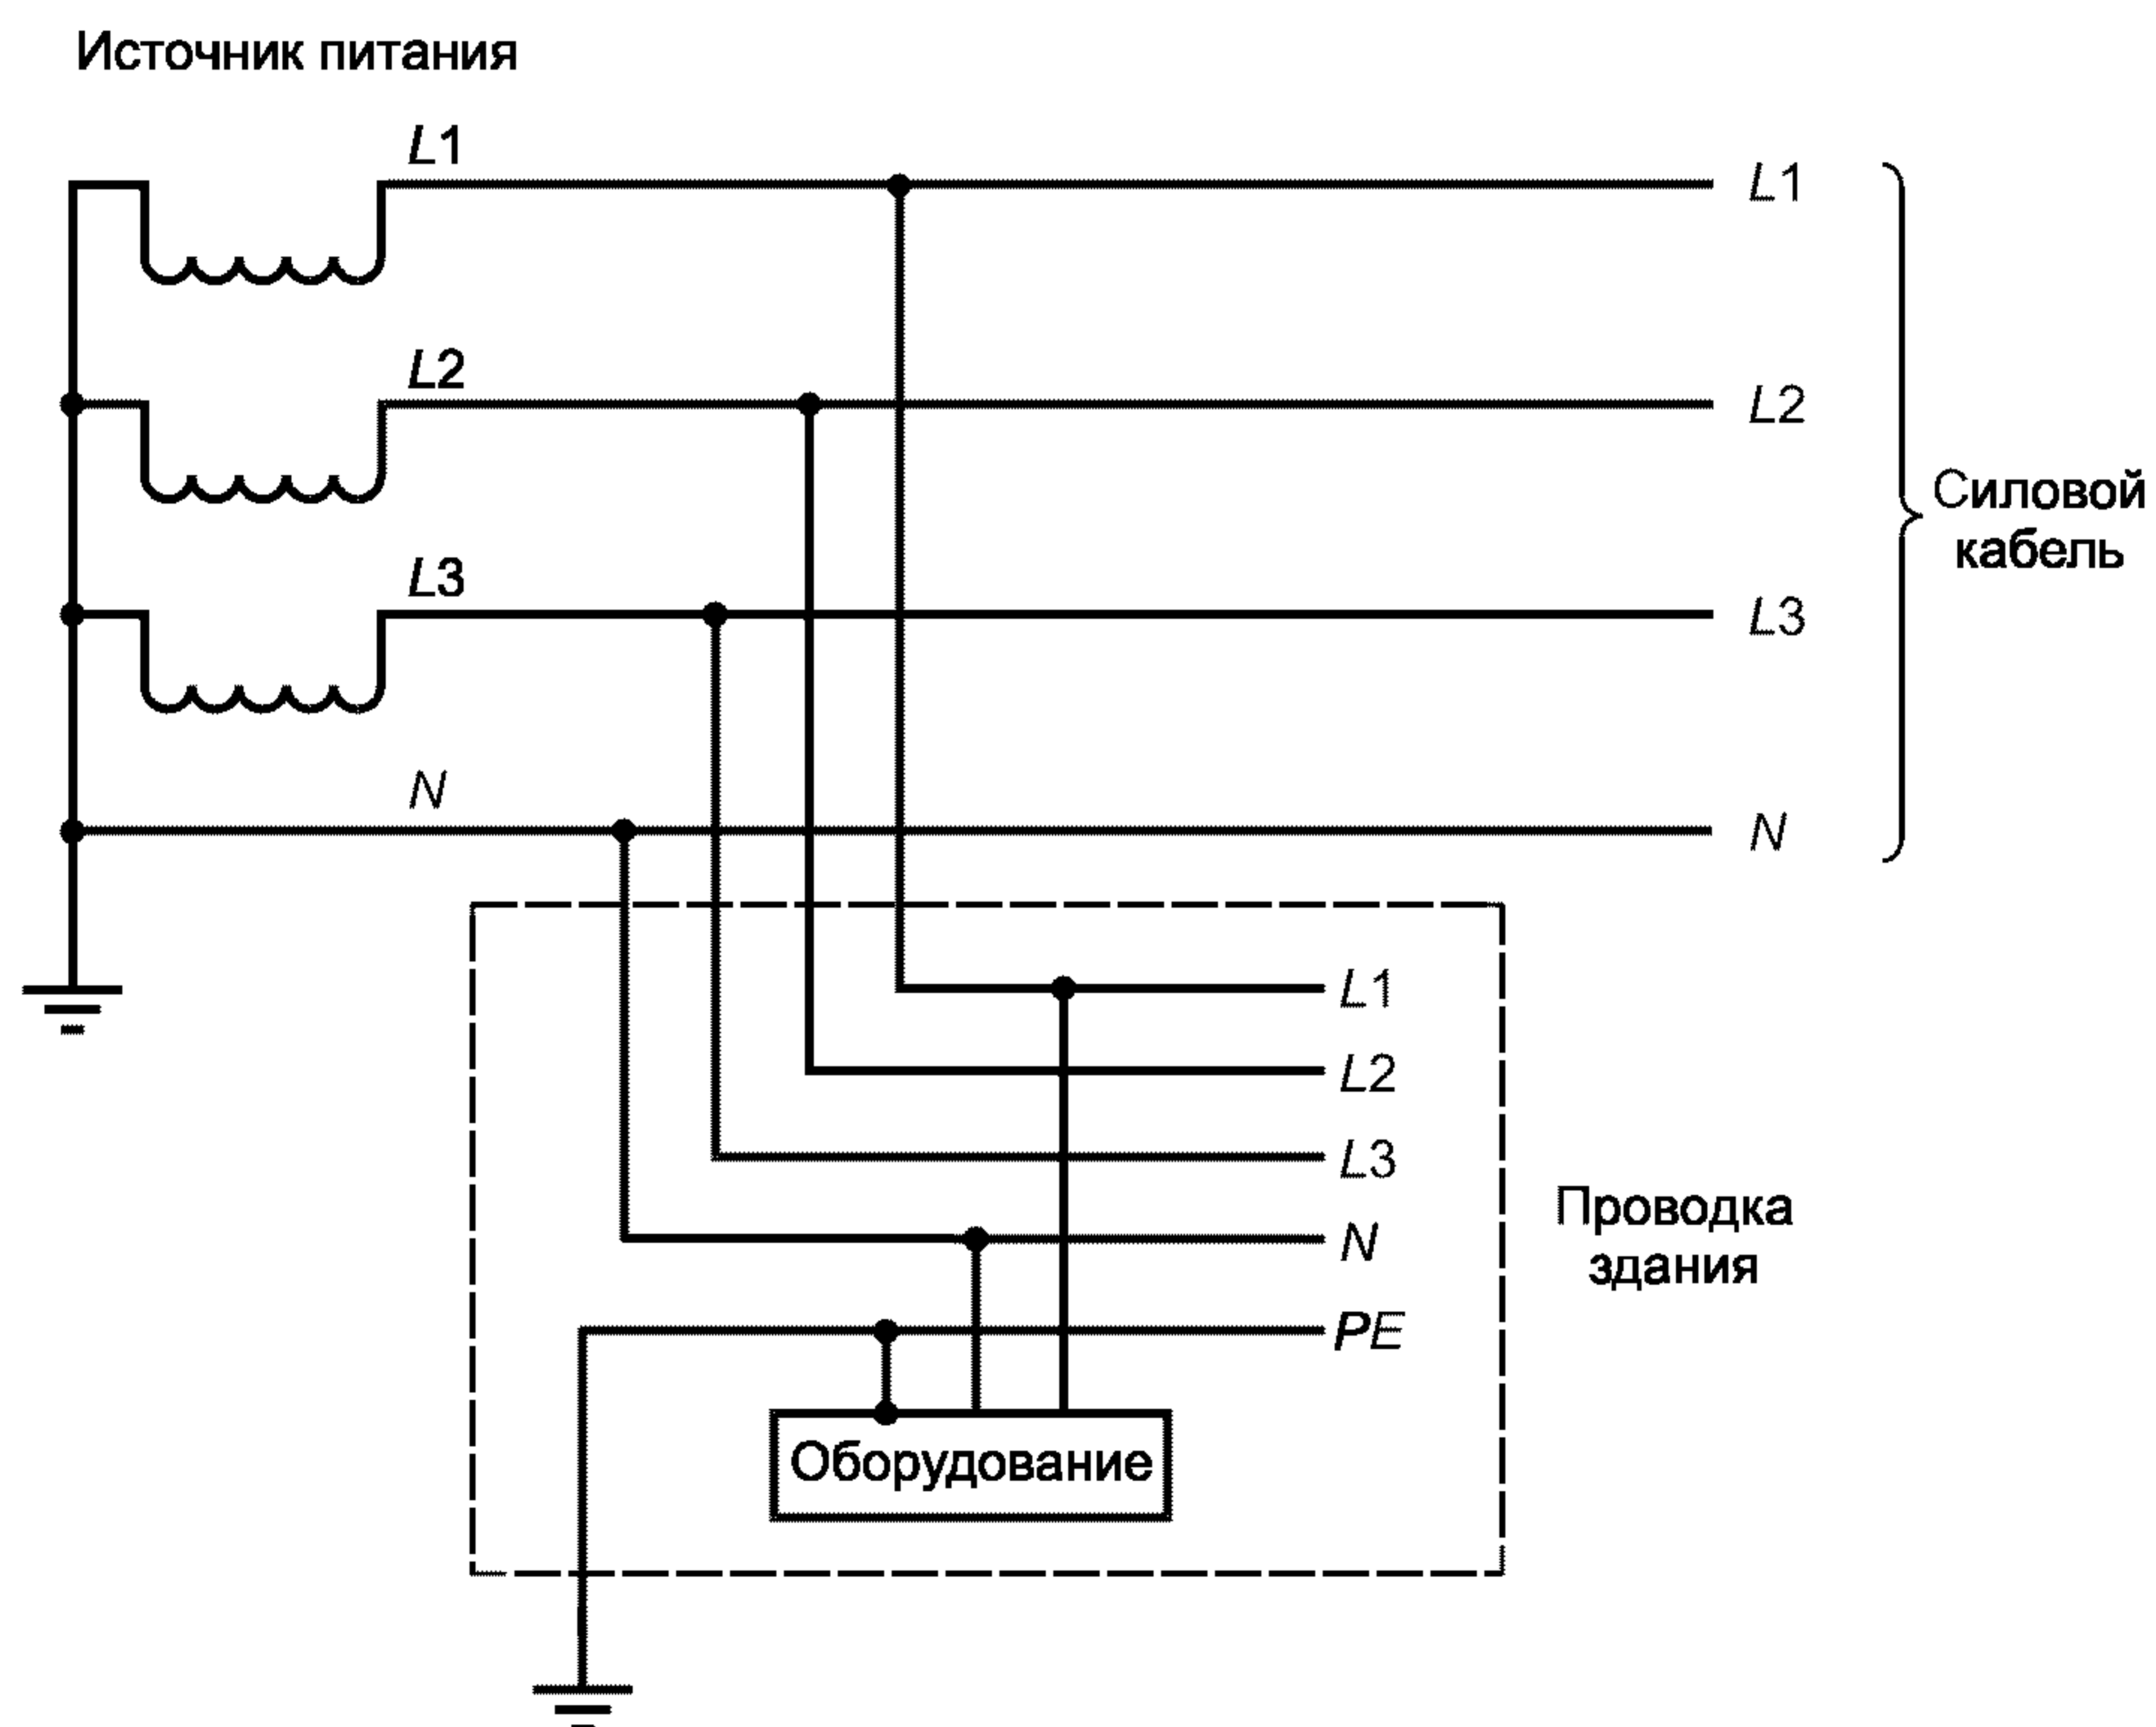 Источник питания
L1
L1
L2
L2
Силовой
кабель
L3
L3
N
N
L1
L2
L3
N
Проводка
здания
PE
Оборудование